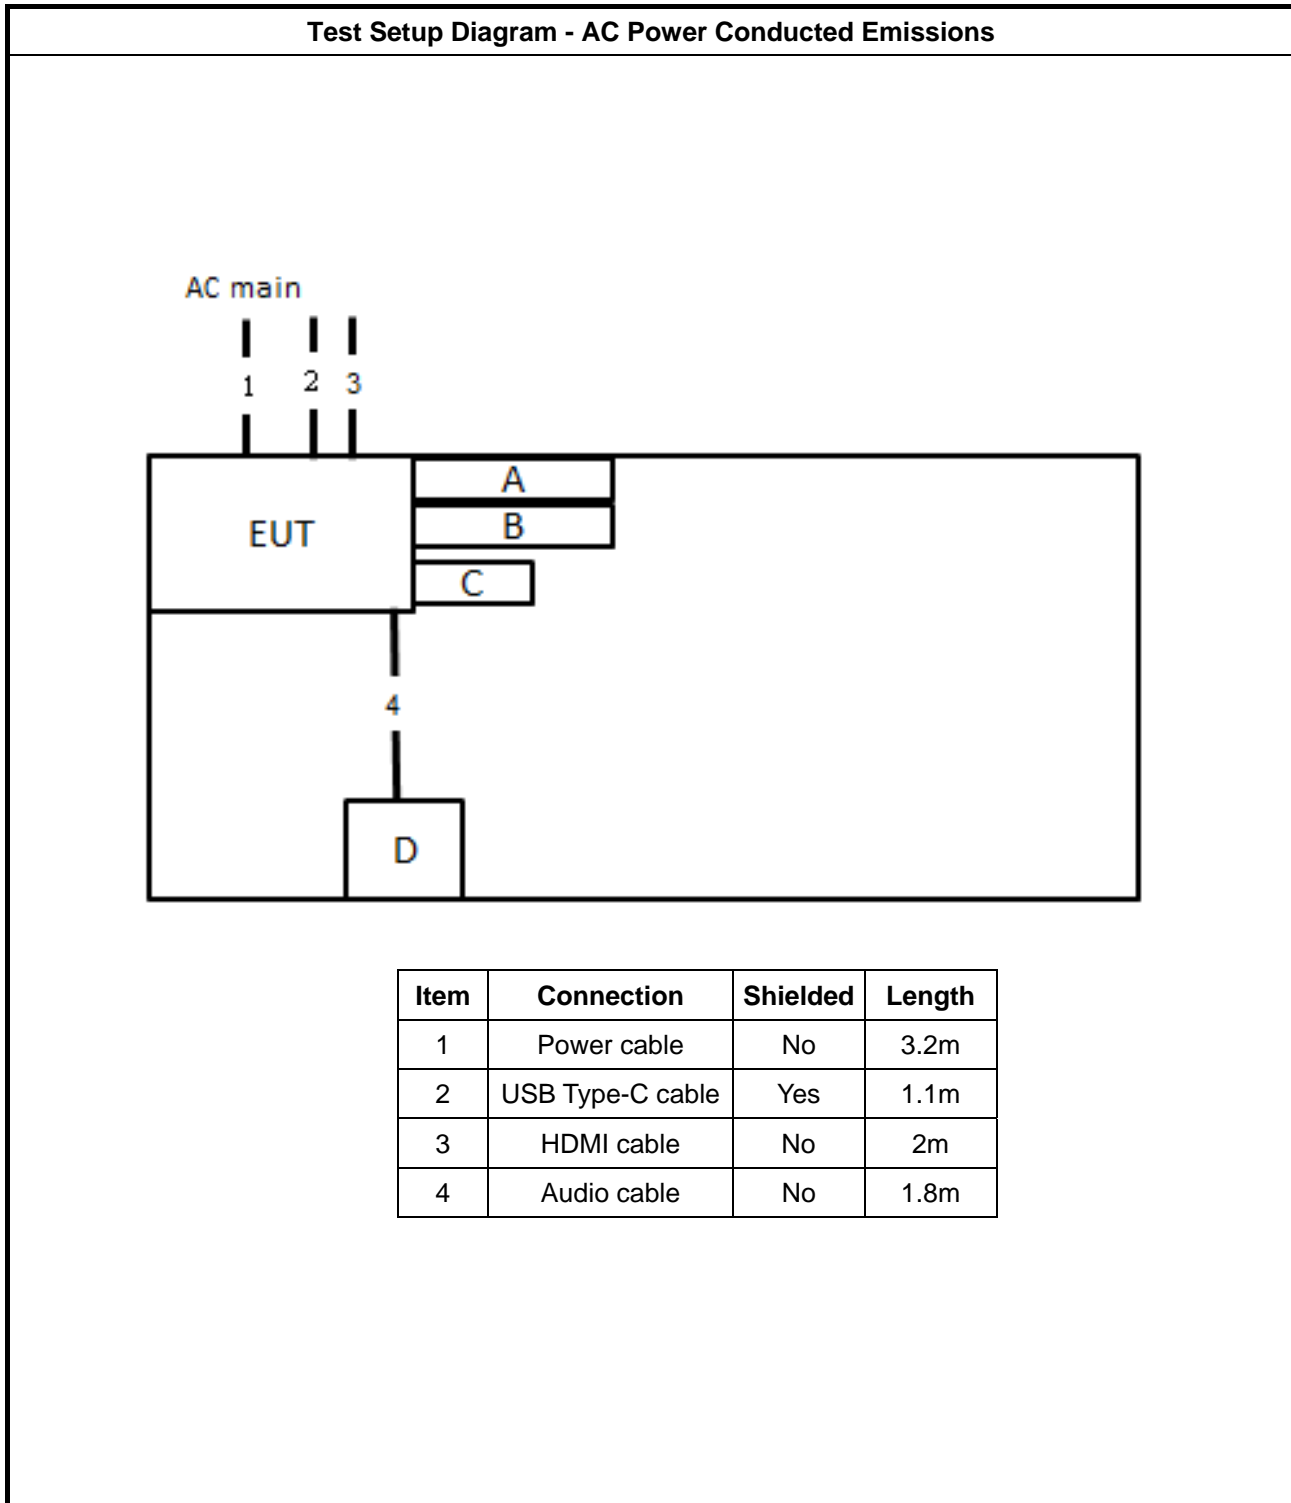 Test Setup Diagram - AC Power Conducted Emissions
AC main
1 2 3
A
EUT B
C
4
D
Item Connection Shielded Length
1 Power cable No 3.2m
2 USB Type-C cable Yes 1.1m
3 HDMI cable No 2m
4 Audio cable No 1.8m